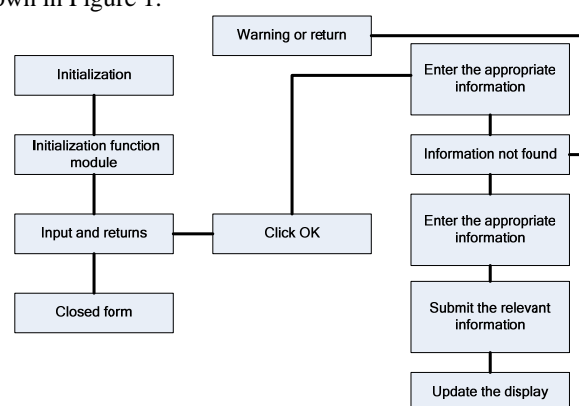 own in Figure 1.
Warning or return
Initialization
Enter the appropriate
information
Initialization function
module
Information not found
Input and returns
Click OK
Enter the appropriate
information
Closed form
Submit the relevant
information
Update the display